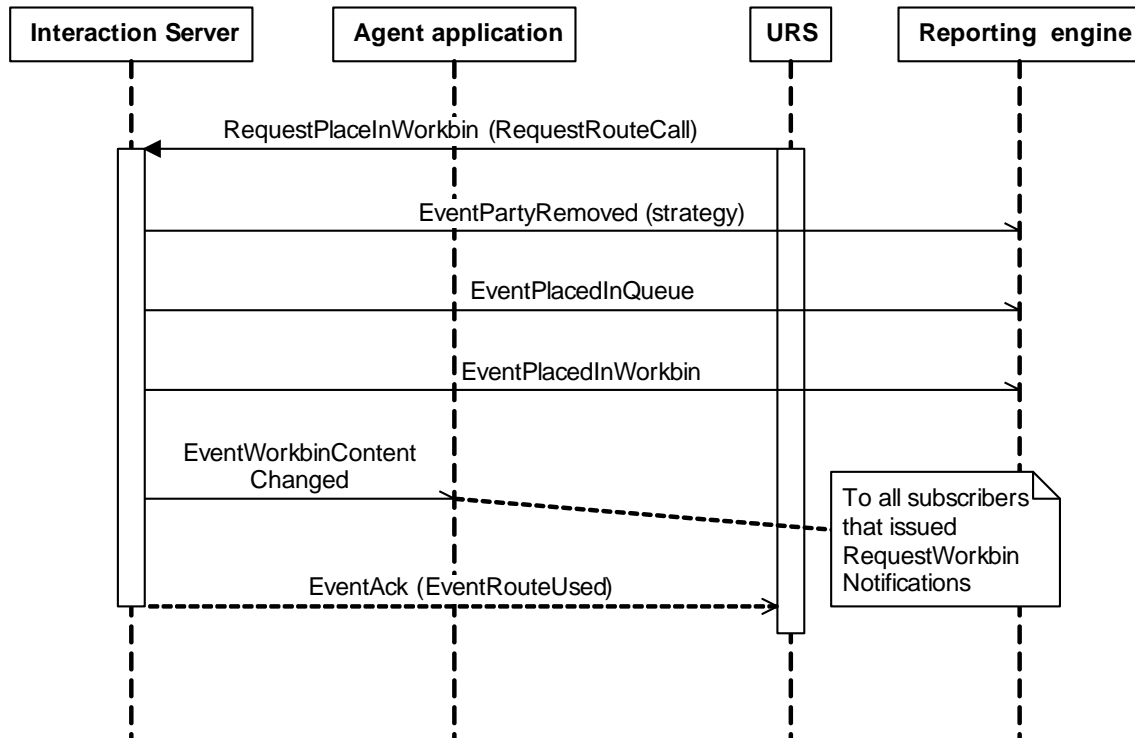 Interaction Server
Agent application
URS
Reporting engine
RequestPlaceInWorkbin (RequestRouteCall)
EventPartyRemoved (strategy)
EventPlacedInQueue
EventPlacedInWorkbin
EventWorkbinContent
Changed
To all subscribers
that issued
RequestWorkbin
Notifications
EventAck (EventRouteUsed)